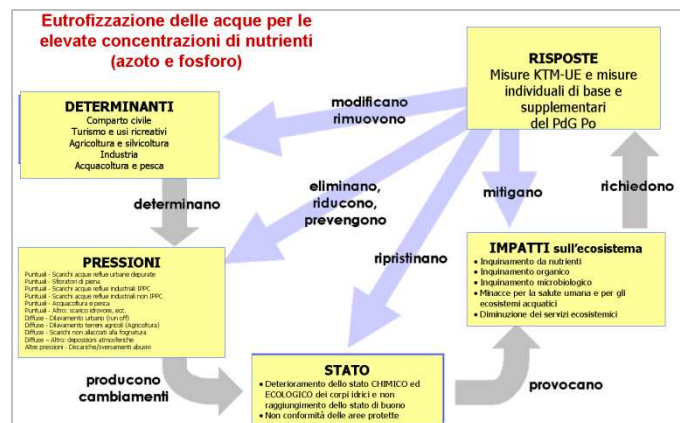 Eutrofizzazione delle acque per le
elevate concentrazioni di nutrienti
(azoto e fosforo)
RISPOSTE
Misure KTM-UE e misure
individuali di base e
supplementari
del PdG Po
DETERMINANTI
Comparto civile
Turismo e usi ricreativi
Agricoltura e silvicoltura
Industria
Acquacoltura e pesca
modificano
rimuovono
determinano
eliminano,
riducono,
prevengono
mitigano
richiedono
ripristinano
PRESSIONI
Puntuali - Scarichi acque reflue urbane depurate
Puntuali - Sfioratori di piena
Puntuali - Scarichi acque reflue industriali IPPC
Puntuali - Scarichi acque reflue industriali non IPPC
Puntuali - Acquacoltura e pesca
Puntuali - Altro: scarico idrovore, ecc.
Diffuse - Dilavamento urbano (run off)
Diffuse - Dilavamento terreni agricoli (Agricoltura)
Diffuse - Scarichi non allacciati alla fognatura
Diffuse – Altro: deposizioni atmosferiche
Altre pressioni - Discariche/sversamenti abusivi
IMPATTI sull'ecosistema
• Inquinamento da nutrienti
• Inquinamento organico
• Inquinamento microbiologico
• Minacce per la salute umana e per gli
ecosistemi acquatici
• Diminuzione dei servizi ecosistemici
producono
cambiamenti
STATO
• Deterioramento dello stato CHIMICO ed
ECOLOGICO dei corpi idrici e non
raggiungimento dello stato di buono
• Non conformità delle aree protette
provocano